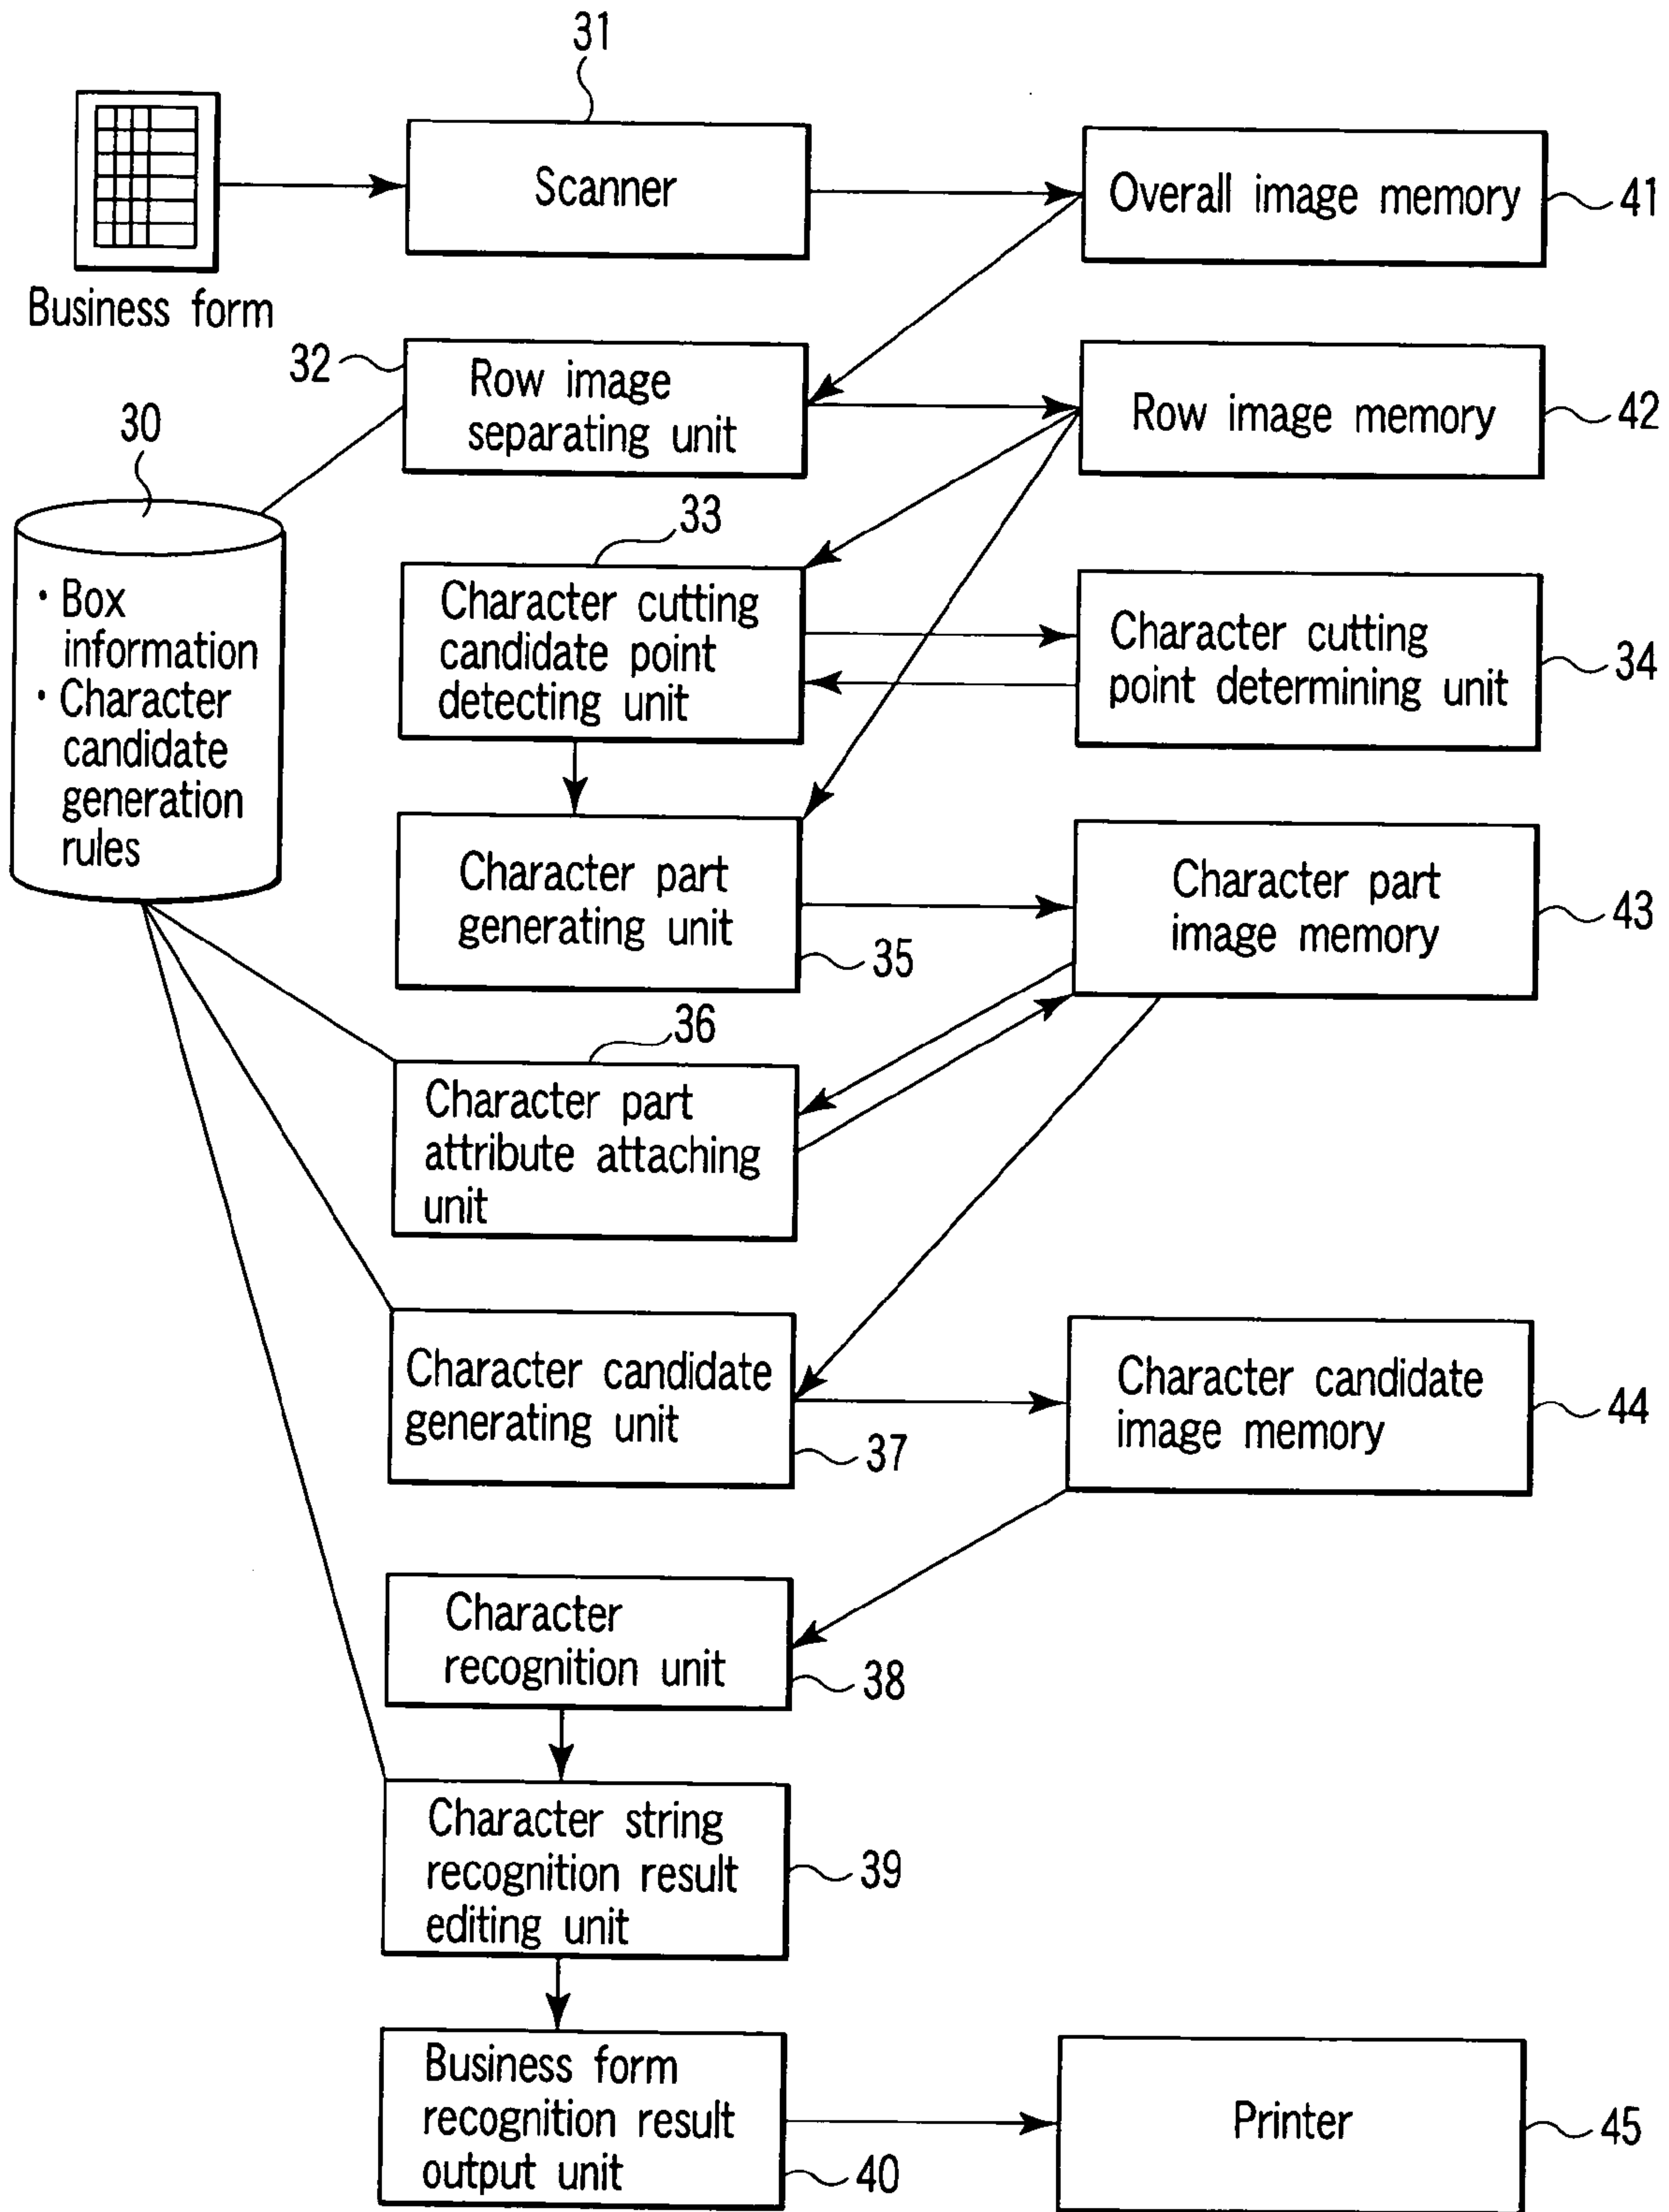 31
Scanner
Overall image memory
41
Business form
32
Row image
separating unit
Row image memory
42
30
· Box
information
· Character
candidate
generation
rules
33
Character cutting
candidate point
detecting unit
Character cutting
point determining unit
34
Character part
generating unit
35
Character part
image memory
43
36
Character part
attribute attaching
unit
Character candidate
generating unit
37
Character candidate
image memory
44
Character
recognition unit
38
Character string
recognition result
editing unit
39
Business form
recognition result
output unit
40
Printer
45